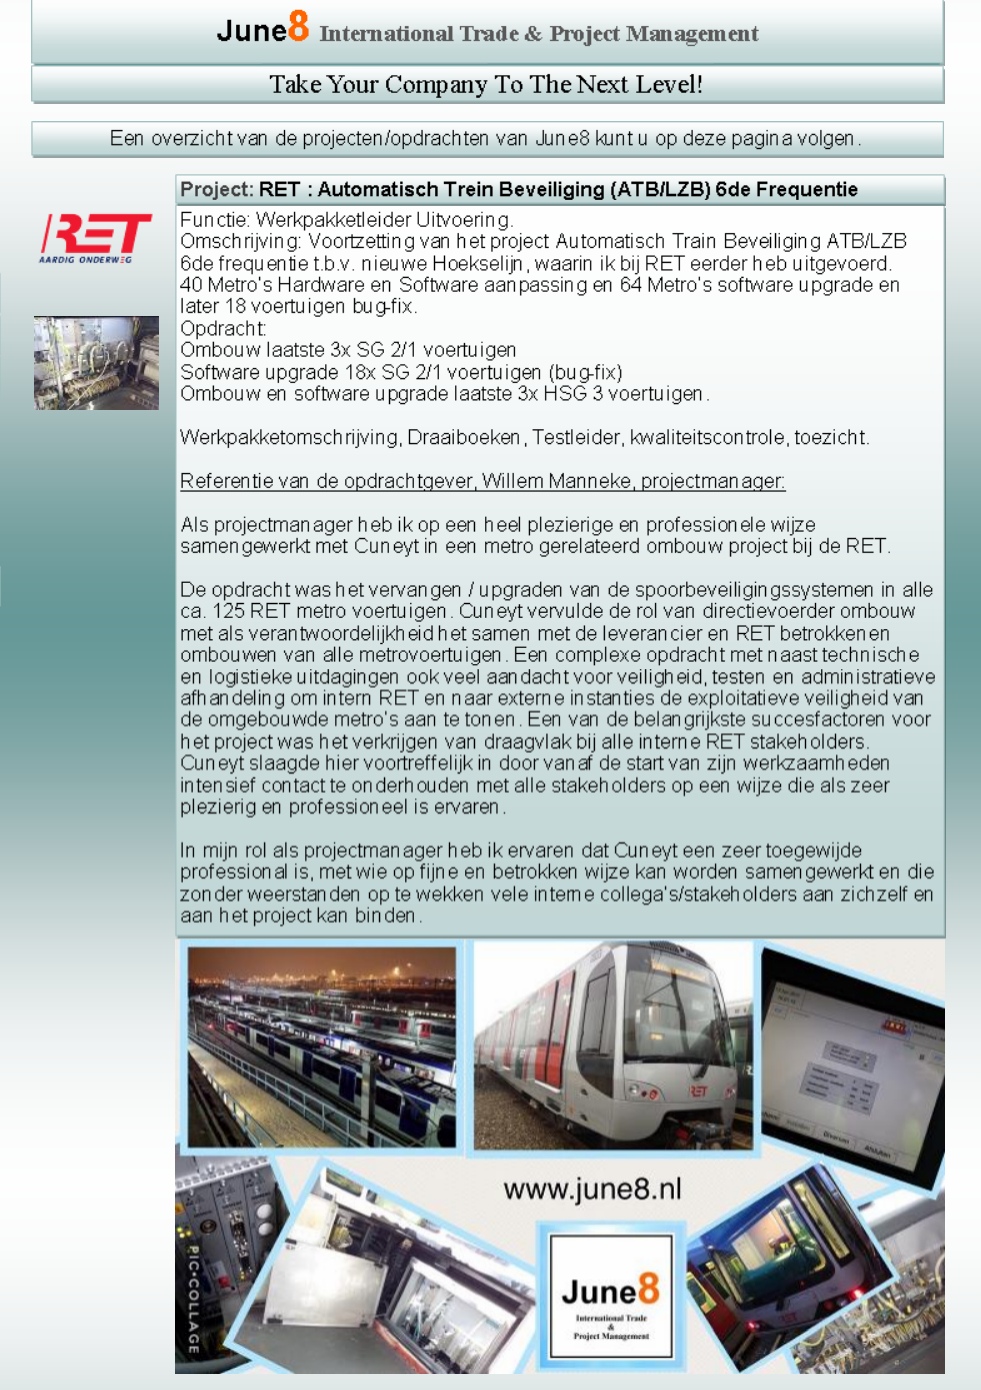 June8 International Trade & Project Management
Take Your Company To The Next Level!
Een overzicht van de projecten/opdrachten van June8 kunt u op deze pagina volgen.
Project: RET : Automatisch Trein Beveiliging (ATB/LZB) 6de Frequentie
RET
AARDIG ONDERWEG
Functie: Werkpakketleider Uitvoering.
Omschrijving: Voortzetting van het project Automatisch Train Beveiliging ATB/LZB
6de frequentie t.b.v. nieuwe Hoekselijn, waarin ik bij RET eerder heb uitgevoerd.
40 Metro's Hardware en Software aanpassing en 64 Metro's software upgrade en
later 18 voertuigen bug-fix.
Opdracht:
Ombouw laatste 3x SG 2/1 voertuigen
Software upgrade 18x SG 2/1 voertuigen (bug-fix)
Ombouw en software upgrade laatste 3x HSG 3 voertuigen.
Werkpakketomschrijving, Draaiboeken, Testleider, kwaliteitscontrole, toezicht.
Referentie van de opdrachtgever, Willem Manneke, projectmanager:
Als projectmanager heb ik op een heel plezierige en professionele wijze
samengewerkt met Cuneyt in een metro gerelateerd ombouw project bij de RET.
De opdracht was het vervangen / upgraden van de spoorbeveiligingssystemen in alle
ca. 125 RET metro voertuigen. Cuneyt vervulde de rol van directievoerder ombouw
met als verantwoordelijkheid het samen met de leverancier en RET betrokkenen
ombouwen van alle metrovoertuigen. Een complexe opdracht met naast technische
en logistieke uitdagingen ook veel aandacht voor veiligheid, testen en administratieve
afhandeling om intern RET en naar externe instanties de exploitatieve veiligheid van
de omgebouwde metro's aan te tonen. Een van de belangrijkste succesfactoren voor
het project was het verkrijgen van draagvlak bij alle interne RET stakeholders.
Cuneyt slaagde hier voortreffelijk in door vanaf de start van zijn werkzaamheden
intensief contact te onderhouden met alle stakeholders op een wijze die als zeer
plezierig en professioneel is ervaren.
In mijn rol als projectmanager heb ik ervaren dat Cuneyt een zeer toegewijde
professional is, met wie op fijne en betrokken wijze kan worden samengewerkt en die
zonder weerstanden op te wekken vele interne collega's/stakeholders aan zichzelf en
aan het project kan binden.
RET
Diversen
Afsluiten
www.june8.nl
June8
International Trade
&
Project Management
PIC•COLLAGE